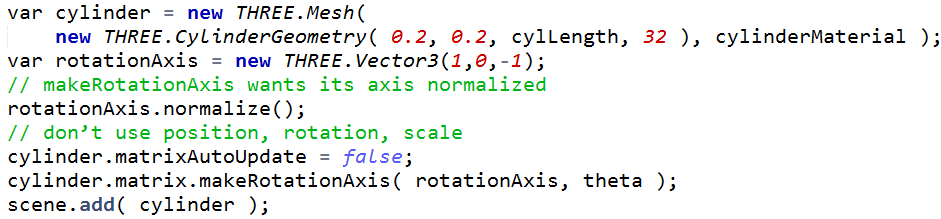 var cylinder = new THREE.Mesh(
    new THREE.CylinderGeometry( 0.2, 0.2, cylLength, 32 ), cylinderMaterial );
var rotationAxis = new THREE.Vector3(1,0,-1);
// makeRotationAxis wants its axis normalized
rotationAxis.normalize();
// don’t use position, rotation, scale
cylinder.matrixAutoUpdate = false;
cylinder.matrix.makeRotationAxis( rotationAxis, theta );
scene.add( cylinder );